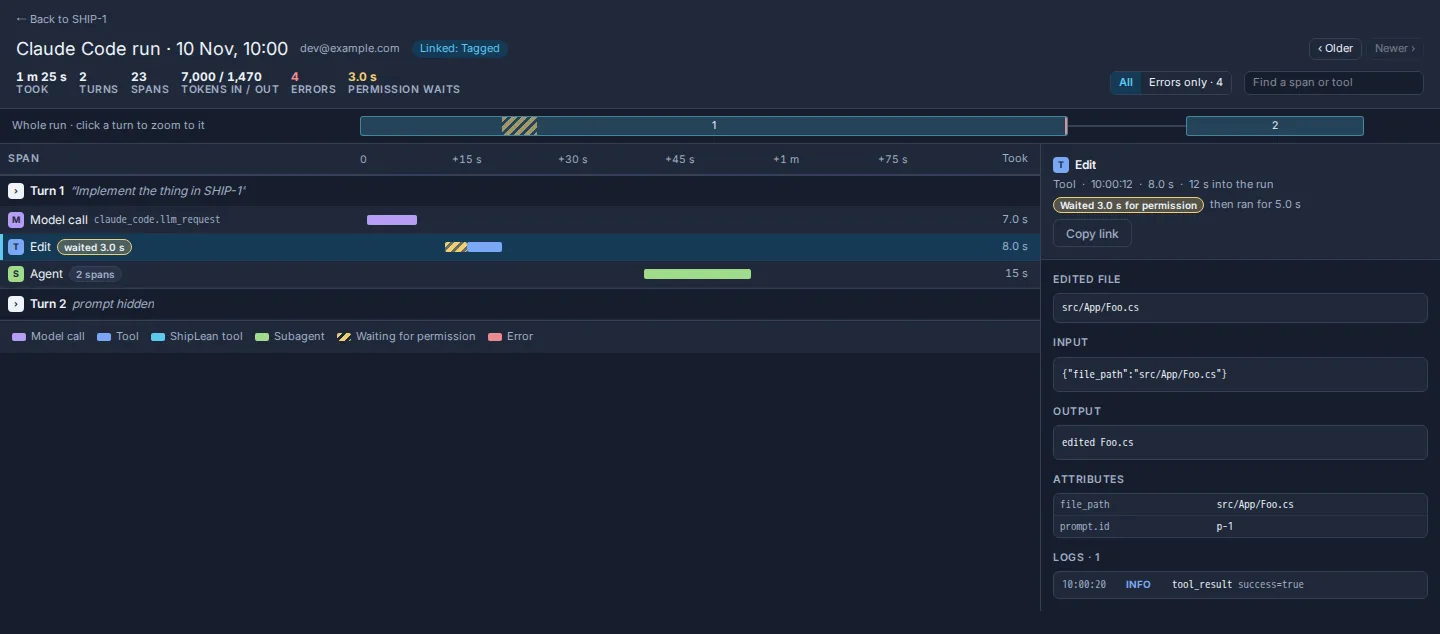 ← Back to SHIP-1
Claude Code run · 10 Nov, 10:00 dev@example.com Linked: Tagged
‹ Older Newer ›
1 m 25 s 2 23 7,000 / 1,470 4 3.0 s
TOOK TURNS SPANS TOKENS IN / OUT ERRORS PERMISSION WAITS
All Errors only · 4 Find a span or tool
Whole run · click a turn to zoom to it 1 2
SPAN 0 +15 s +30 s +45 s +1 m +75 s Took
› Turn 1 “Implement the thing in SHIP-1”
M Model call claude_code.llm_request 7.0 s
T Edit waited 3.0 s 8.0 s
S Agent 2 spans 15 s
› Turn 2 prompt hidden
Model call Tool ShipLean tool Subagent Waiting for permission Error
T Edit
Tool · 10:00:12 · 8.0 s · 12 s into the run
Waited 3.0 s for permission then ran for 5.0 s
Copy link
EDITED FILE
src/App/Foo.cs
INPUT
{"file_path":"src/App/Foo.cs"}
OUTPUT
edited Foo.cs
ATTRIBUTES
file_path src/App/Foo.cs
prompt.id p-1
LOGS · 1
10:00:20 INFO tool_result success=true